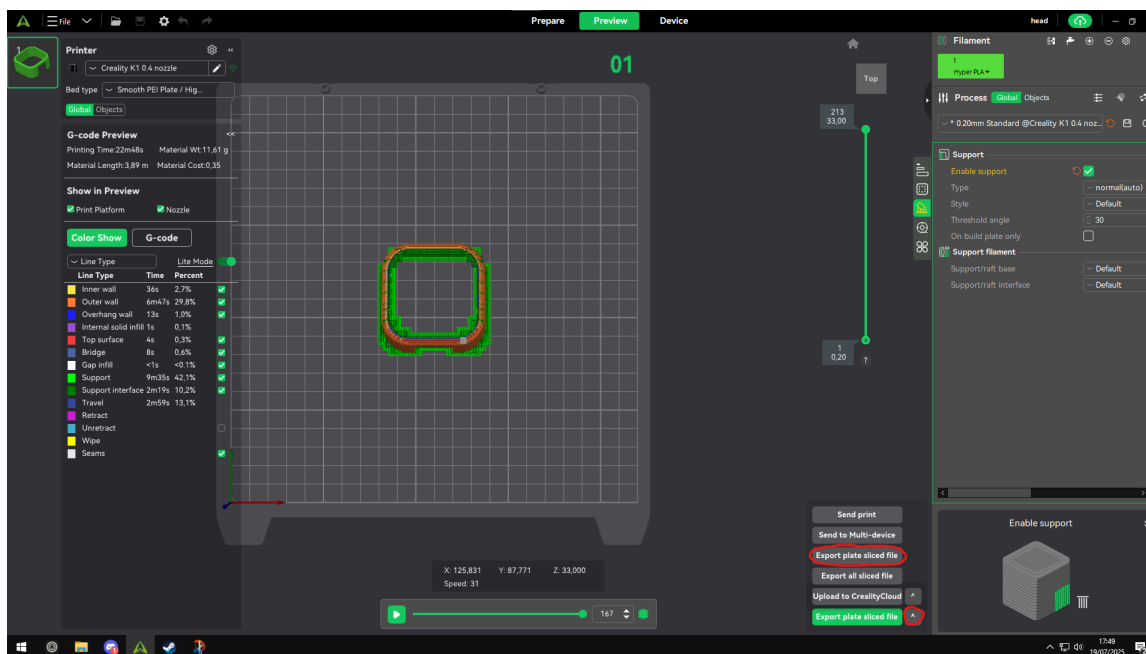 File
Prepare
Preview
Device
head
1
Printer
Creality K1 0.4 nozzle
Bed type
Smooth PEI Plate / Hig...
Global Objects
G-code Preview
<<
Printing Time:22m48s Material Wt:11,61 g
Material Length:3,89 m Material Cost:0,35
Show in Preview
Print Platform Nozzle
Color Show G-code
Line Type Lite Mode
Line Type Time Percent
Inner wall 36s 2,7%
Outer wall 6m47s 29,8%
Overhang wall 13s 1,0%
Internal solid infill 1s 0,1%
Top surface 4s 0,3%
Bridge 8s 0,6%
Gap infill <1s <0.1%
Support 9m35s 42,1%
Support interface 2m19s 10,2%
Travel 2m59s 13,1%
Retract
Unretract
Wipe
Seams
01
Top
213
33,00
1
0,20
?
X: 125,831 Y: 87,771 Z: 33,000
Speed: 31
167
Send print
Send to Multi-device
Export plate sliced file
Export all sliced file
Upload to CrealityCloud
Export plate sliced file
Filament
1
Hyper PLA
Process Global Objects
* 0.20mm Standard @Creality K1 0.4 noz...
Support
Enable support
Type normal(auto)
Style Default
Threshold angle 30
On build plate only
Support filament
Support/raft base Default
Support/raft interface Default
Enable support
17:49
19/07/2025